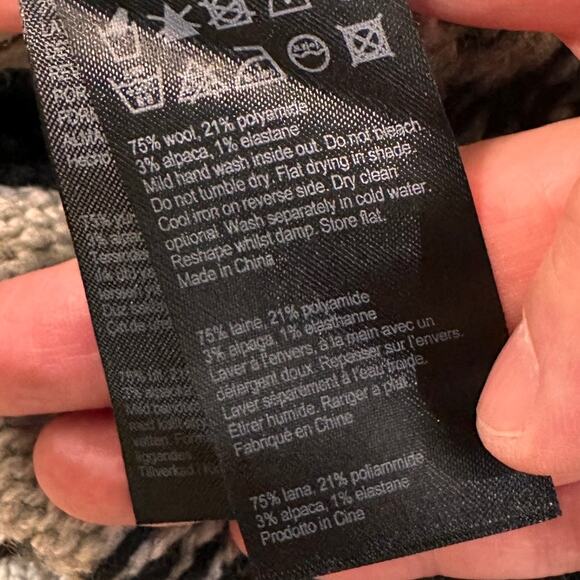 75% wool, 21% polyamide
3% alpaca, 1% elastane
Mild hand wash inside out. Do not bleach.
Do not tumble dry. Flat drying in shade.
Cool iron on reverse side. Dry clean
optional. Wash separately in cold water.
Reshape whilst damp. Store flat.
Made in China
75% laine, 21% polyamide
3% alpaga, 1% elasthanne
Laver à l'envers, à la main avec un
détergent doux. Repasser sur l'envers.
Laver séparément à l'eau froide.
Étirer humide. Ranger à plat.
Fabriqué en Chine
75% lana, 21% poliammide
3% alpaca, 1% elastane
Prodotto in Cina